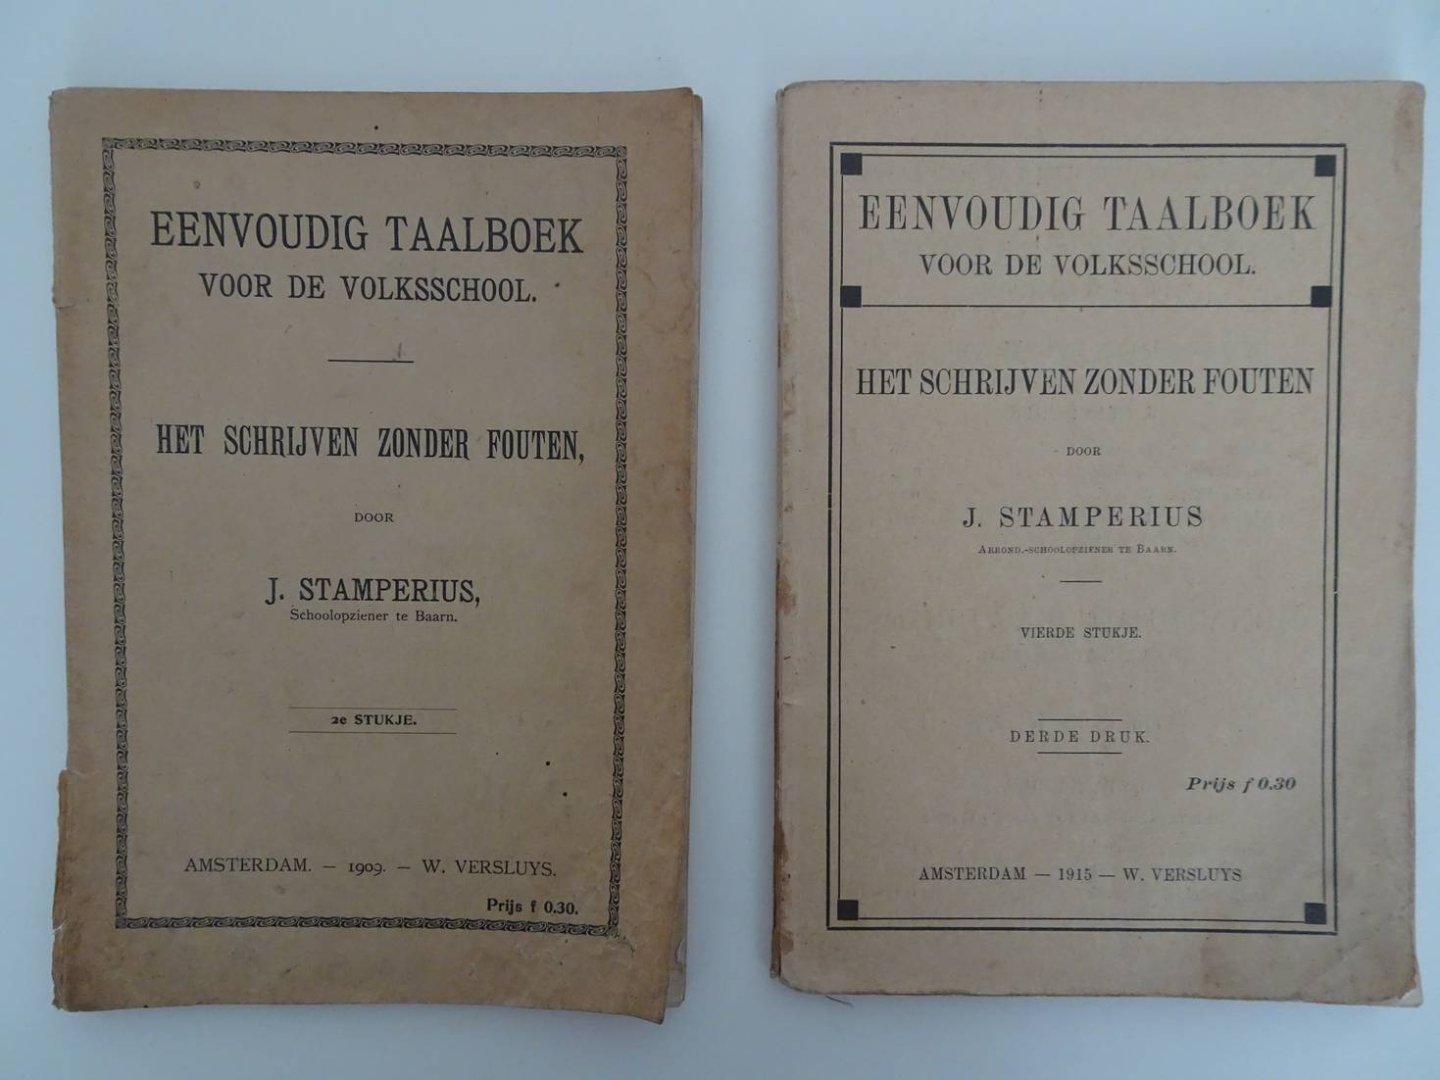 EENVOUDIG TAALBOEK
VOOR DE VOLKSSCHOOL.
HET SCHRIJVEN ZONDER FOUTEN,
DOOR
J. STAMPERIUS,
Schoolopziener te Baarn.
2e STUKJE.
AMSTERDAM. — 1909. — W. VERSLUYS.
Prijs f 0.30.
EENVOUDIG TAALBOEK
VOOR DE VOLKSSCHOOL.
HET SCHRIJVEN ZONDER FOUTEN
DOOR
J. STAMPERIUS
ARROND.-SCHOOLOPZIENER TE BAARN.
VIERDE STUKJE.
DERDE DRUK.
Prijs f 0.30
AMSTERDAM — 1915 — W. VERSLUYS